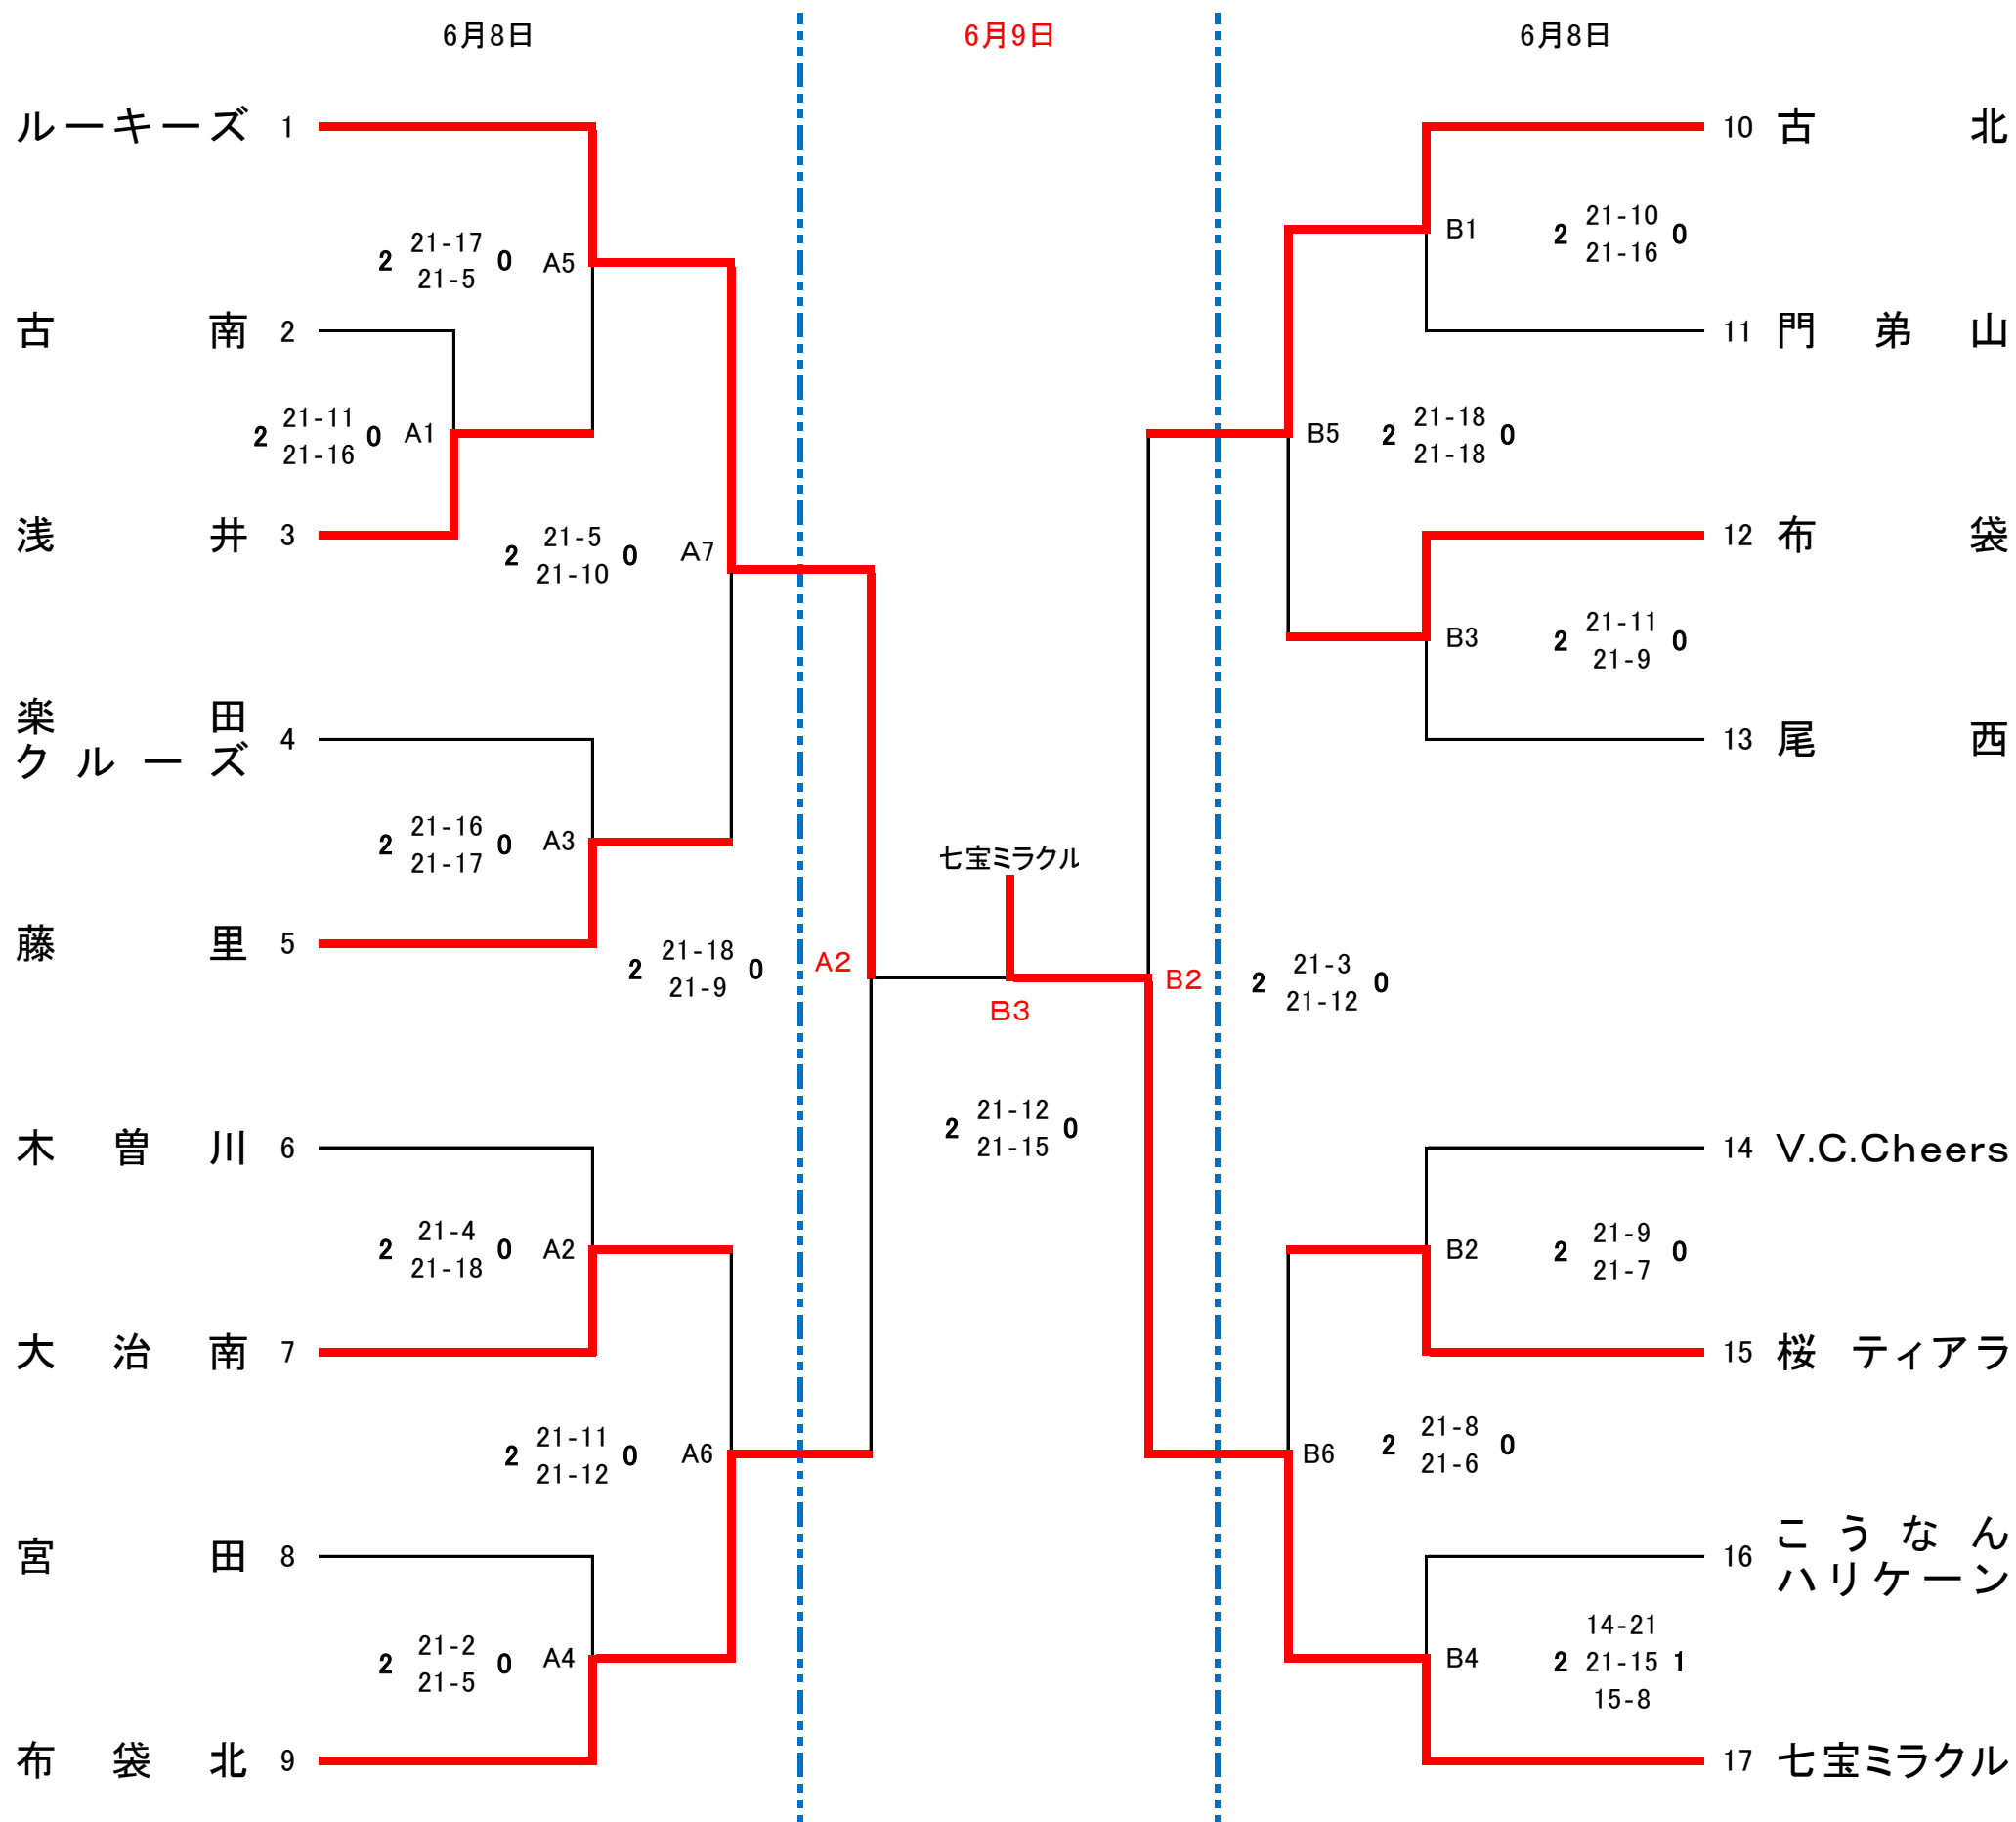 6月8日
6月9日
6月8日
ルーキーズ 1
2 21-17 0 A5
21-5
古南 2
2 21-11 0 A1
21-16
浅井 3
2 21-5 0 A7
21-10
楽田 4
クルーズ
2 21-16 0 A3
21-17
藤里 5
2 21-18 0 A2
21-9
木曽川 6
2 21-4 0 A2
21-18
大治南 7
2 21-11 0 A6
21-12
宮田 8
2 21-2 0 A4
21-5
布袋北 9
七宝ミラクル
B3
2 21-12 0
21-15
10 古北
B1 2 21-10 0
21-16
11 門弟山
B5 2 21-18 0
21-18
12 布袋
B3 2 21-11 0
21-9
13 尾西
B2 2 21-3 0
21-12
14 V.C.Cheers
B2 2 21-9 0
21-7
15 桜ティアラ
B6 2 21-8 0
21-6
16 こうなん
ハリケーン
14-21
B4 2 21-15 1
15-8
17 七宝ミラクル